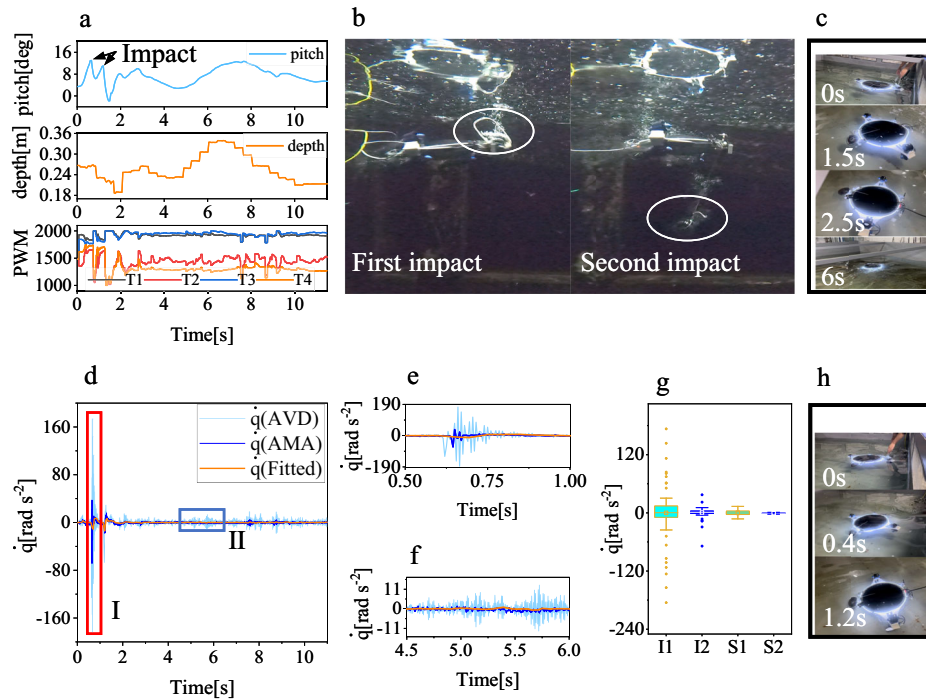 a
Impact
pitch
pitch[deg]
16
8
0
0 2 4 6 8 10
depth
depth[m]
0.36
0.27
0.18
0 2 4 6 8 10
PWM
2000
1500
1000
T1 T2 T3 T4
0 2 4 6 8 10
Time[s]
b
First impact
Second impact
c
0s
1.5s
2.5s
6s
d
q̇(AVD)
q̇(AMA)
q̇(Fitted)
q̇[rad s⁻²]
160
80
0
-80
-160
I
II
0 2 4 6 8 10
Time[s]
e
q̇[rad s⁻²]
190
0
-190
0.50 0.75 1.00
f
q̇[rad s⁻²]
11
0
-11
4.5 5.0 5.5 6.0
Time[s]
g
q̇[rad s⁻²]
120
0
-120
-240
I1 I2 S1 S2
h
0s
0.4s
1.2s